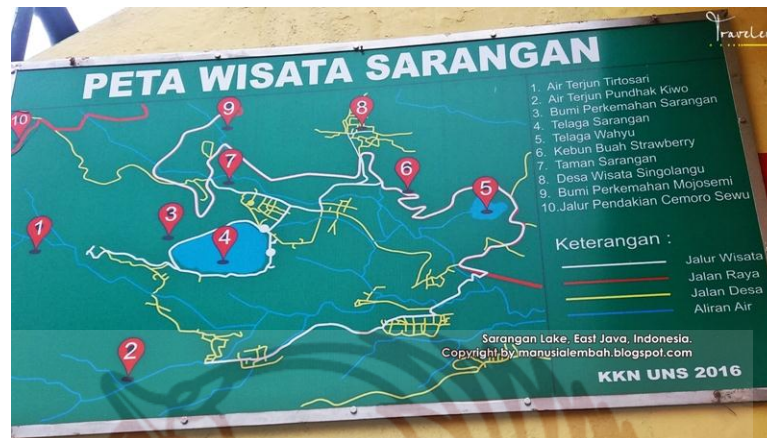 PETA WISATA SARANGAN
1. Air Terjun Tirtosari
2. Air Terjun Pundhak Kiwo
3. Bumi Perkemahan Sarangan
4. Telaga Sarangan
5. Telaga Wahyu
6. Kebun Buah Strawberry
7. Taman Sarangan
8. Desa Wisata Singolangu
9. Bumi Perkemahan Mojosemi
10.Jalur Pendakian Cemoro Sewu
Keterangan :
Jalur Wisata
Jalan Raya
Jalan Desa
Aliran Air
10
9
8
7
6
5
1
3
4
2
Sarangan Lake, East Java, Indonesia.
Copyright by manusialembah.blogspot.com
KKN UNS 2016